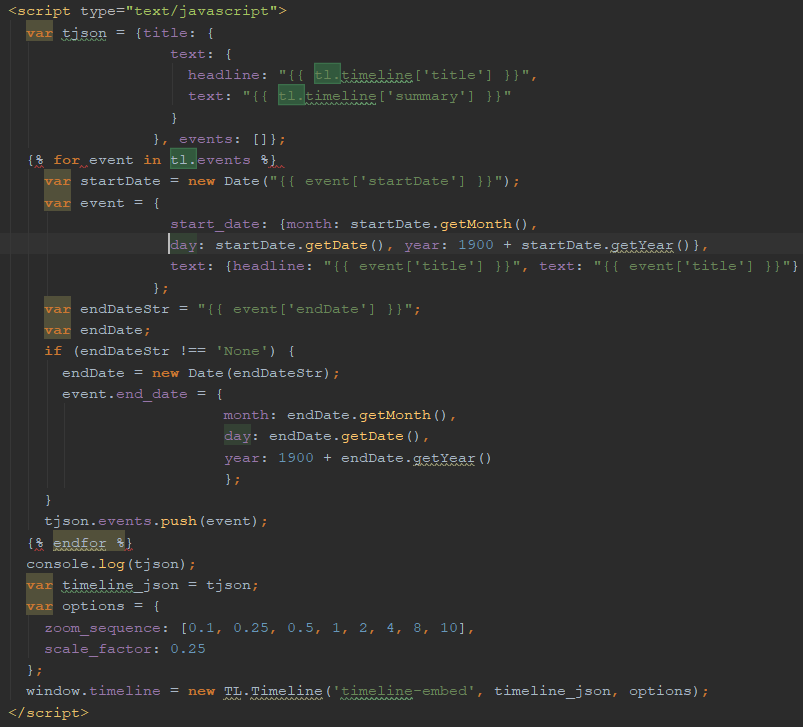 <script type="text/javascript">
var tjson = {title: {
text: {
headline: "{{ tl.timeline['title'] }}",
text: "{{ tl.timeline['summary'] }}"
}
}, events: []};
{% for event in tl.events %}
var startDate = new Date("{{ event['startDate'] }}");
var event = {
start_date: {month: startDate.getMonth(),
day: startDate.getDate(), year: 1900 + startDate.getYear()},
text: {headline: "{{ event['title'] }}", text: "{{ event['title'] }}"}
};
var endDateStr = "{{ event['endDate'] }}";
var endDate;
if (endDateStr !== 'None') {
endDate = new Date(endDateStr);
event.end_date = {
month: endDate.getMonth(),
day: endDate.getDate(),
year: 1900 + endDate.getYear()
};
}
tjson.events.push(event);
{% endfor %}
console.log(tjson);
var timeline_json = tjson;
var options = {
zoom_sequence: [0.1, 0.25, 0.5, 1, 2, 4, 8, 10],
scale_factor: 0.25
};
window.timeline = new TL.Timeline('timeline-embed', timeline_json, options);
</script>